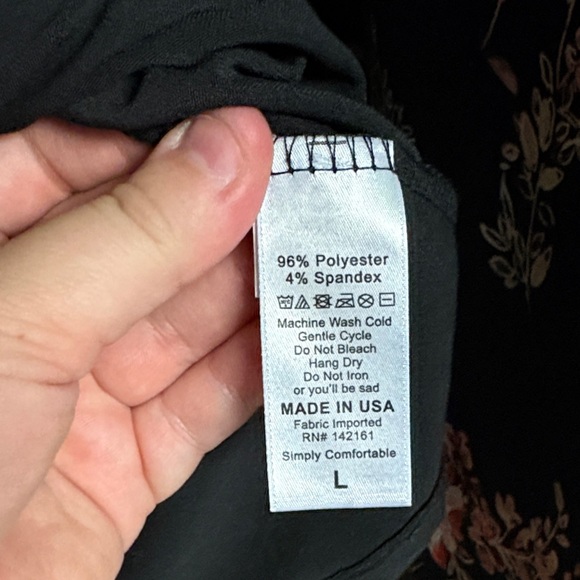 96% Polyester
4% Spandex
Machine Wash Cold
Gentle Cycle
Do Not Bleach
Hang Dry
Do Not Iron
or you'll be sad
MADE IN USA
Fabric Imported
RN# 142161
Simply Comfortable
L